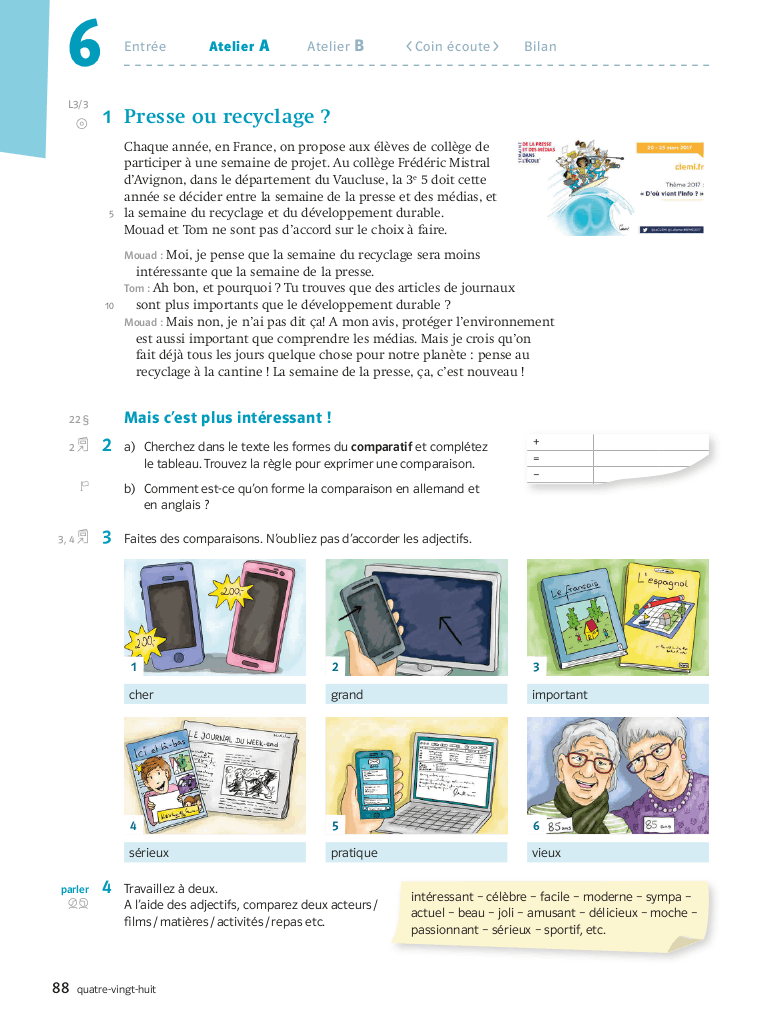 6
Entrée Atelier A Atelier B < Coin écoute > Bilan
L3/3
1 Presse ou recyclage ?
Chaque année, en France, on propose aux élèves de collège de
participer à une semaine de projet. Au collège Frédéric Mistral
d'Avignon, dans le département du Vaucluse, la 3e 5 doit cette
année se décider entre la semaine de la presse et des médias, et
5 la semaine du recyclage et du développement durable.
Mouad et Tom ne sont pas d'accord sur le choix à faire.
SEMAINE DE LA PRESSE
ET DES MÉDIAS
DANS
L'ÉCOLE
20 - 25 mars 2017
clemi.fr
Thème 2017 :
« D'où vient l'info ? »
Mouad : Moi, je pense que la semaine du recyclage sera moins
intéressante que la semaine de la presse.
Tom : Ah bon, et pourquoi ? Tu trouves que des articles de journaux
10 sont plus importants que le développement durable ?
Mouad : Mais non, je n'ai pas dit ça! A mon avis, protéger l'environnement
est aussi important que comprendre les médias. Mais je crois qu'on
fait déjà tous les jours quelque chose pour notre planète : pense au
recyclage à la cantine ! La semaine de la presse, ça, c'est nouveau !
22 § Mais c'est plus intéressant !
2 2 a) Cherchez dans le texte les formes du comparatif et complétez
le tableau. Trouvez la règle pour exprimer une comparaison.
+
=
–
b) Comment est-ce qu'on forme la comparaison en allemand et
en anglais ?
3, 4 3 Faites des comparaisons. N'oubliez pas d'accorder les adjectifs.
200,-
200,-
1
2
Le français
L'espagnol
3
cher
grand
important
Ici et là-bas
LE JOURNAL DU WEEK-END
4
5
6
85 ans
85 ans
sérieux
pratique
vieux
parler 4 Travaillez à deux.
A l'aide des adjectifs, comparez deux acteurs /
films / matières / activités / repas etc.
intéressant – célèbre – facile – moderne – sympa –
actuel – beau – joli – amusant – délicieux – moche –
passionnant – sérieux – sportif, etc.
88 quatre-vingt-huit